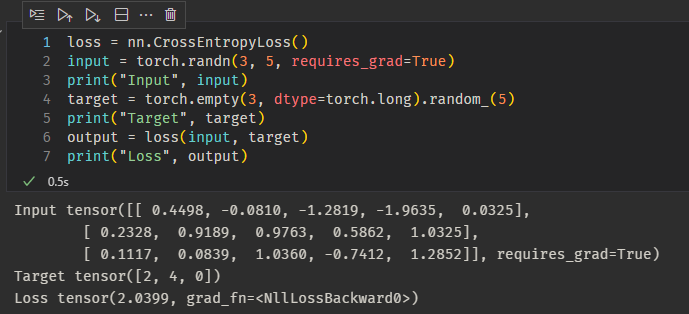 1 loss = nn.CrossEntropyLoss()
2 input = torch.randn(3, 5, requires_grad=True)
3 print("Input", input)
4 target = torch.empty(3, dtype=torch.long).random_(5)
5 print("Target", target)
6 output = loss(input, target)
7 print("Loss", output)
0.5s
Input tensor([[ 0.4498, -0.0810, -1.2819, -1.9635,  0.0325],
        [ 0.2328,  0.9189,  0.9763,  0.5862,  1.0325],
        [ 0.1117,  0.0839,  1.0360, -0.7412,  1.2852]], requires_grad=True)
Target tensor([2, 4, 0])
Loss tensor(2.0399, grad_fn=<NllLossBackward0>)